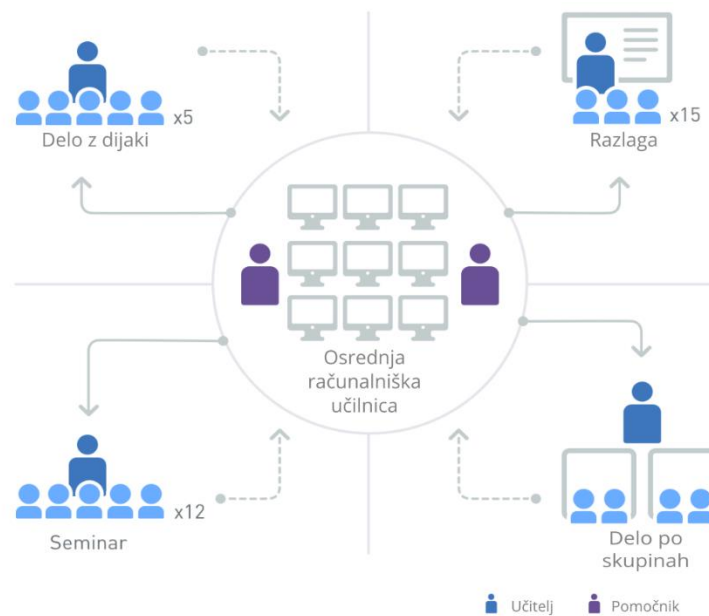 x5
Delo z dijaki
x15
Razlaga
Osrednja
računalniška
učilnica
x12
Seminar
Delo po
skupinah
Učitelj
Pomočnik